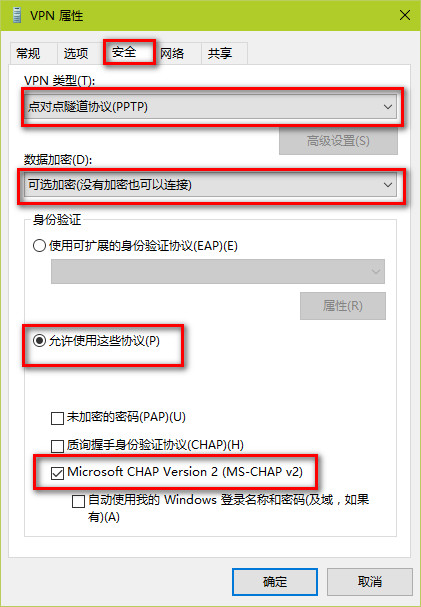 VPN 属性
常规 选项 安全 网络 共享
VPN 类型(T):
点对点隧道协议(PPTP)
高级设置(S)
数据加密(D):
可选加密(没有加密也可以连接)
身份验证
使用可扩展的身份验证协议(EAP)(E)
属性(R)
允许使用这些协议(P)
未加密的密码(PAP)(U)
质询握手身份验证协议(CHAP)(H)
Microsoft CHAP Version 2 (MS-CHAP v2)
自动使用我的 Windows 登录名称和密码(及域，如果
有)(A)
确定 取消